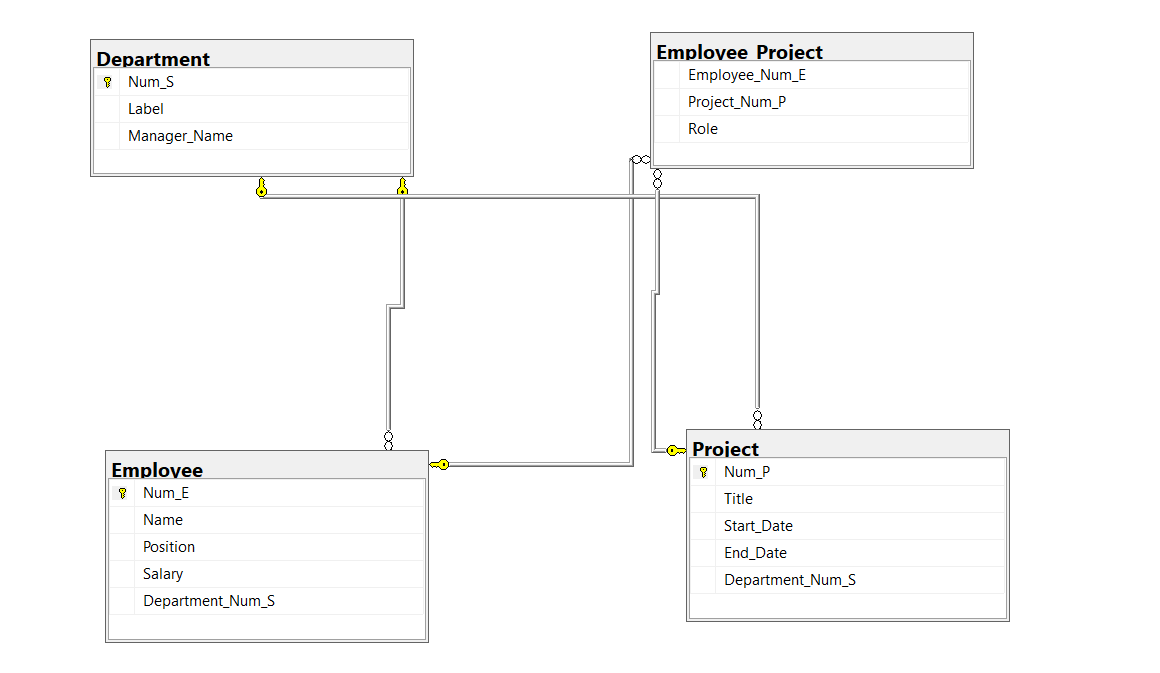 Department
Num_S
Label
Manager_Name
Employee_Project
Employee_Num_E
Project_Num_P
Role
Employee
Num_E
Name
Position
Salary
Department_Num_S
Project
Num_P
Title
Start_Date
End_Date
Department_Num_S